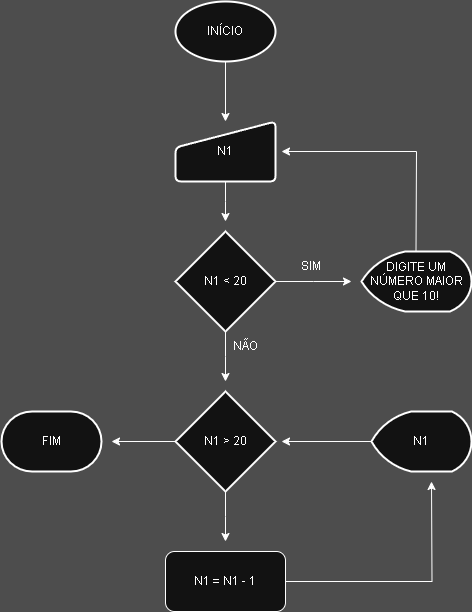 INÍCIO
N1
N1 < 20
SIM
DIGITE UM
NÚMERO MAIOR
QUE 10!
NÃO
FIM
N1 > 20
N1
N1 = N1 - 1